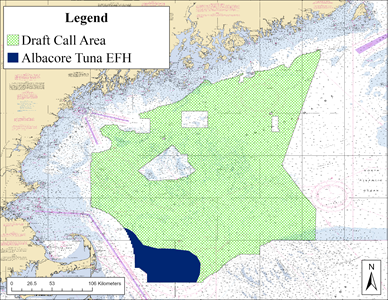 Legend
Draft Call Area
Albacore Tuna EFH
0 26.5 53 106 Kilometers
N